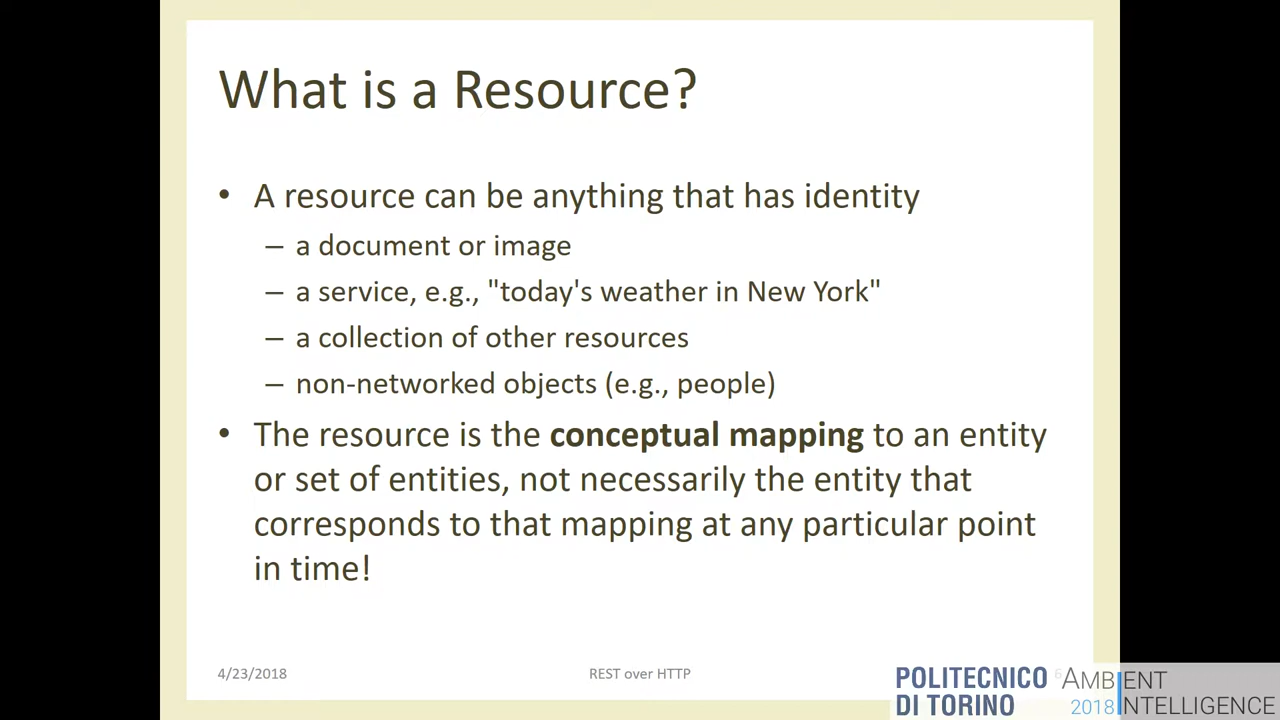 What is a Resource?
• A resource can be anything that has identity
– a document or image
– a service, e.g., "today's weather in New York"
– a collection of other resources
– non-networked objects (e.g., people)
• The resource is the conceptual mapping to an entity
or set of entities, not necessarily the entity that
corresponds to that mapping at any particular point
in time!
4/23/2018
REST over HTTP
6
POLITECNICO
DI TORINO
AMBIENT
2018 INTELLIGENCE